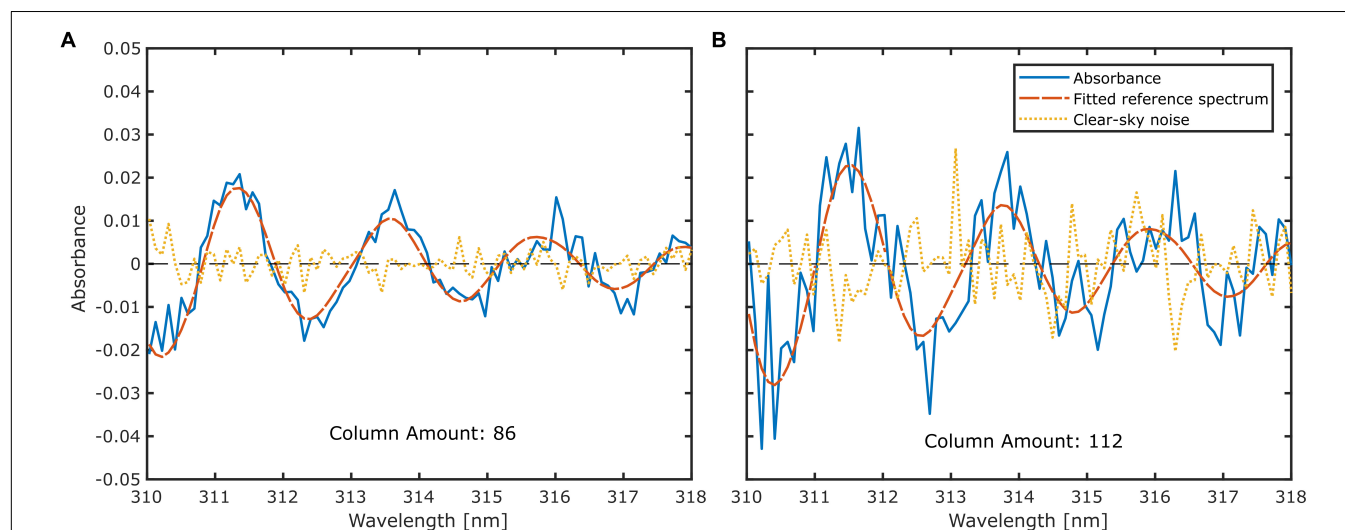 A
B
0.05
0.04
0.03
0.02
0.01
0
-0.01
-0.02
-0.03
-0.04
-0.05
Absorbance
Column Amount: 86
310 311 312 313 314 315 316 317 318
Wavelength [nm]
Absorbance
Fitted reference spectrum
Clear-sky noise
Column Amount: 112
310 311 312 313 314 315 316 317 318
Wavelength [nm]